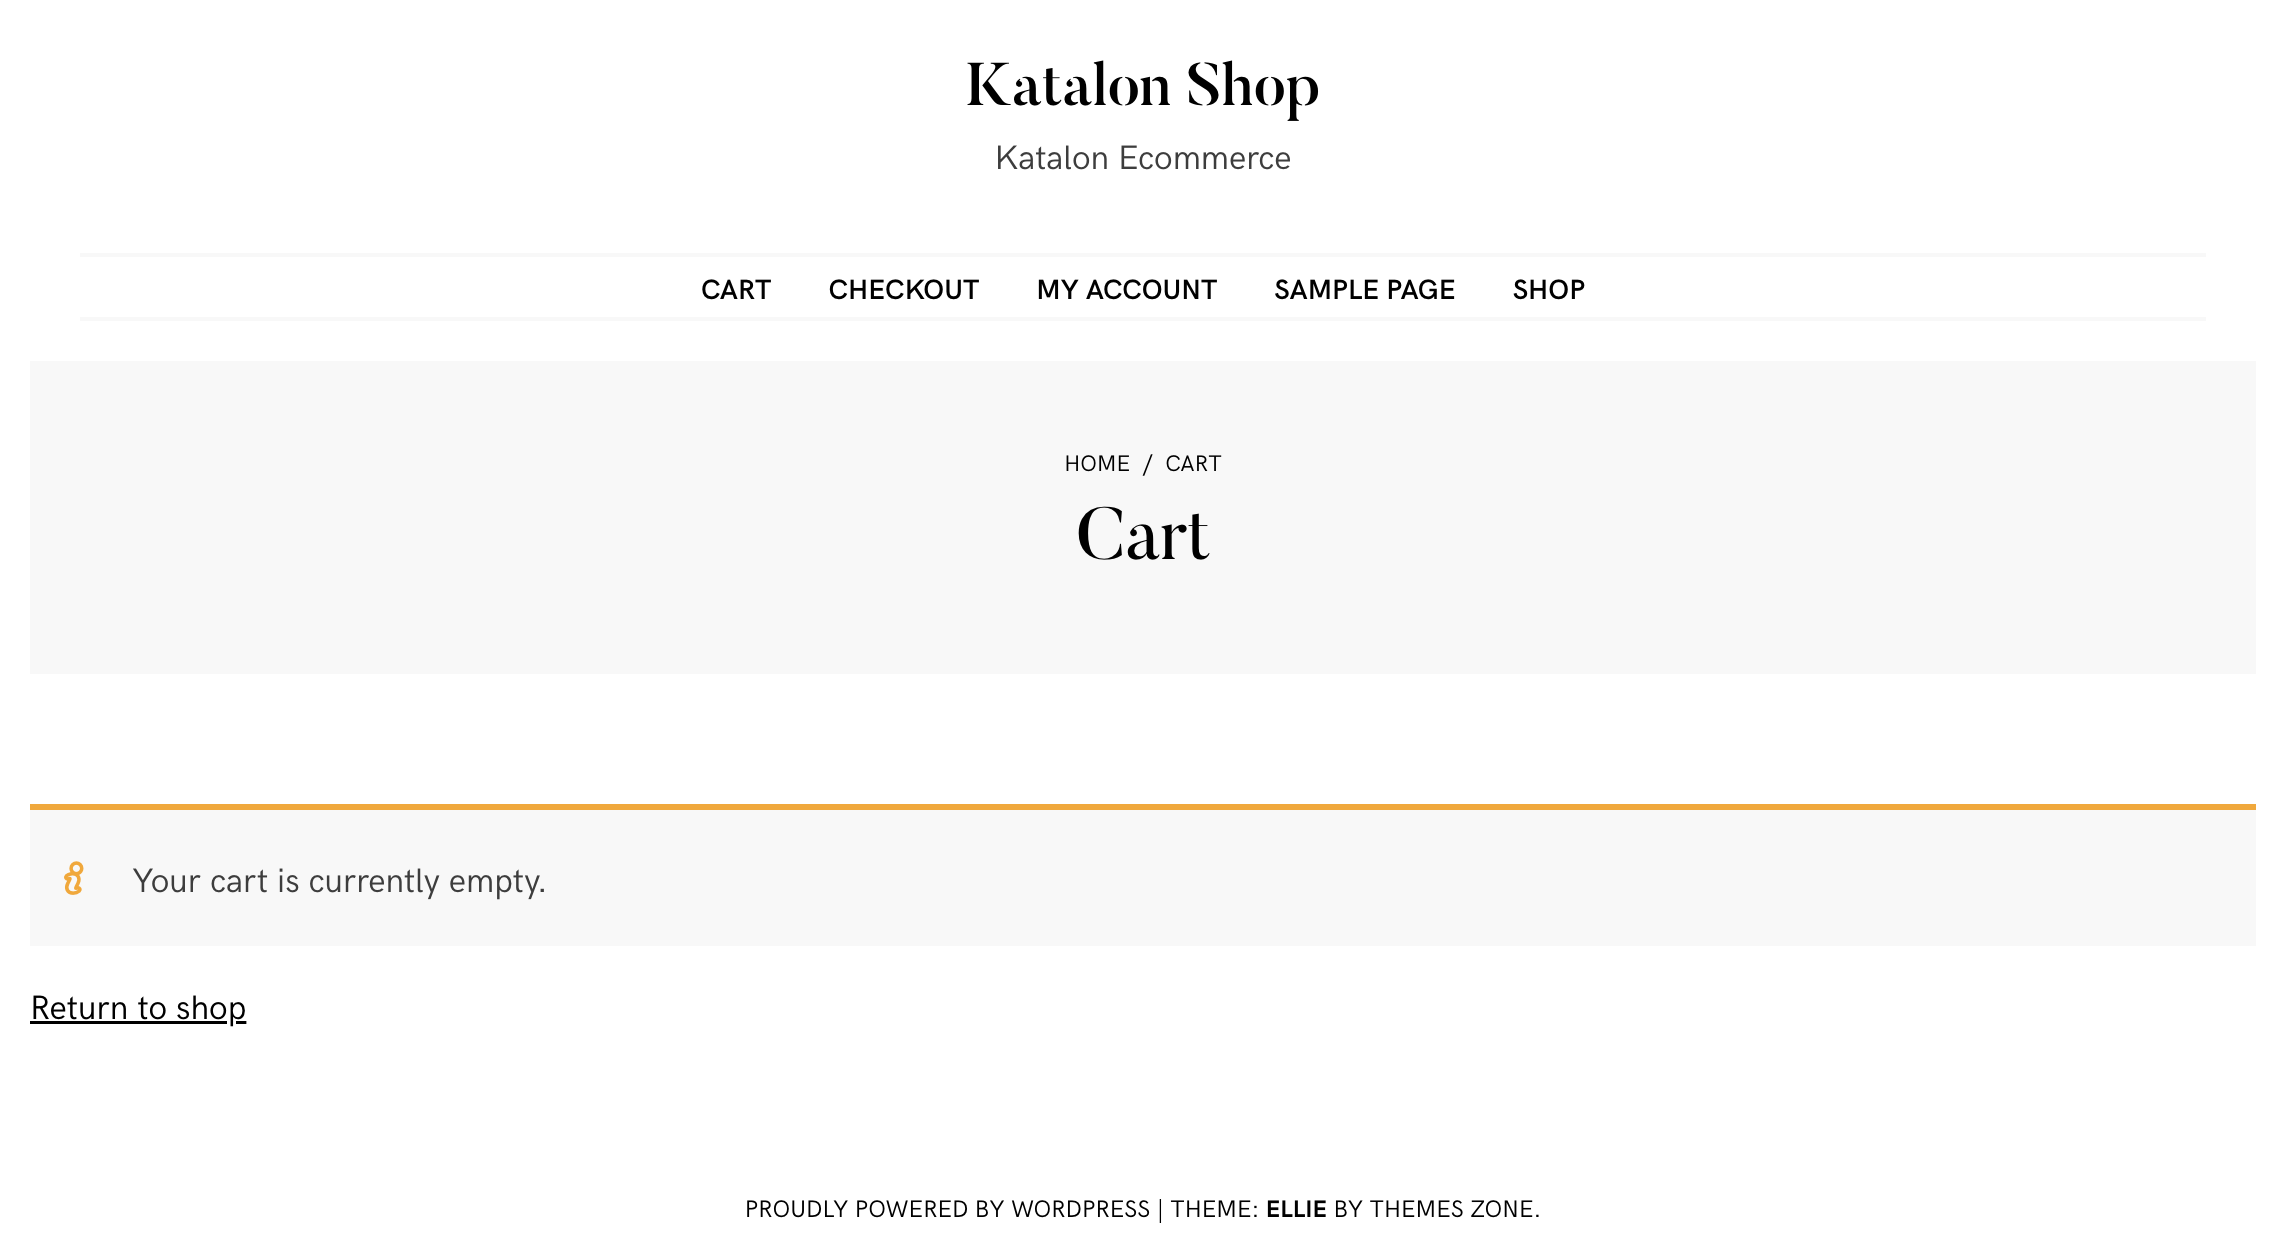 Katalon Shop
Katalon Ecommerce
CART CHECKOUT MY ACCOUNT SAMPLE PAGE SHOP
HOME / CART
Cart
Your cart is currently empty.
Return to shop
PROUDLY POWERED BY WORDPRESS | THEME: ELLIE BY THEMES ZONE.